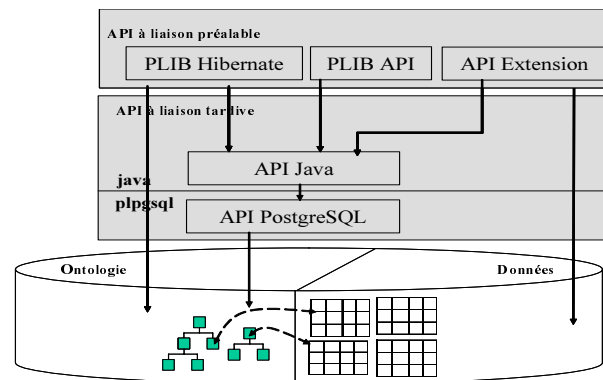 API à liaison préalable
PLIB Hibernate
PLIB API
API Extension
API à liaison tardive
API Java
java
plpgsql
API PostgreSQL
Ontologie
Données